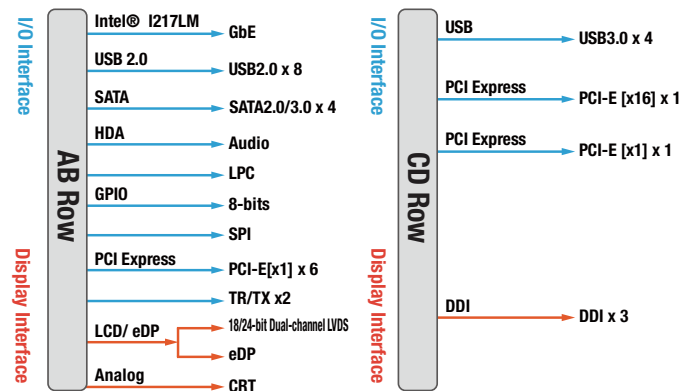 I/O Interface
Display Interface
AB Row
Intel® I217LM
GbE
USB 2.0
USB2.0 x 8
SATA
SATA2.0/3.0 x 4
HDA
Audio
LPC
GPIO
8-bits
SPI
PCI Express
PCI-E[x1] x 6
TR/TX x2
LCD/ eDP
18/24-bit Dual-channel LVDS
eDP
Analog
CRT
I/O Interface
Display Interface
CD Row
USB
USB3.0 x 4
PCI Express
PCI-E [x16] x 1
PCI Express
PCI-E [x1] x 1
DDI
DDI x 3